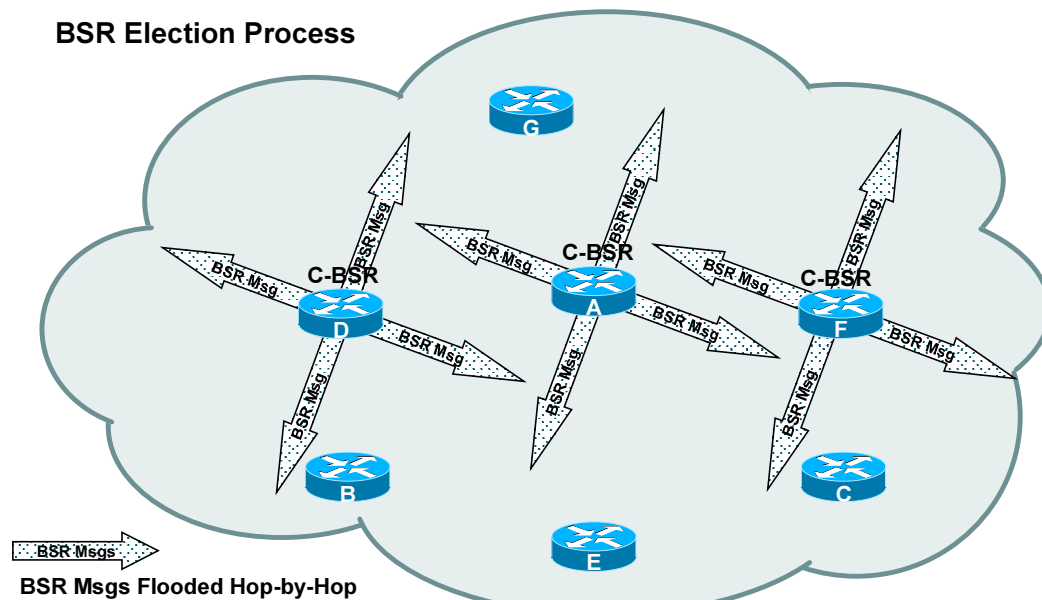 BSR Election Process
G
BSR Msg
BSR Msg
BSR Msg
BSR Msg
C-BSR
D
BSR Msg
BSR Msg
BSR Msg
BSR Msg
C-BSR
A
BSR Msg
BSR Msg
BSR Msg
BSR Msg
C-BSR
F
BSR Msg
BSR Msg
B
C
E
BSR Msgs
BSR Msgs Flooded Hop-by-Hop